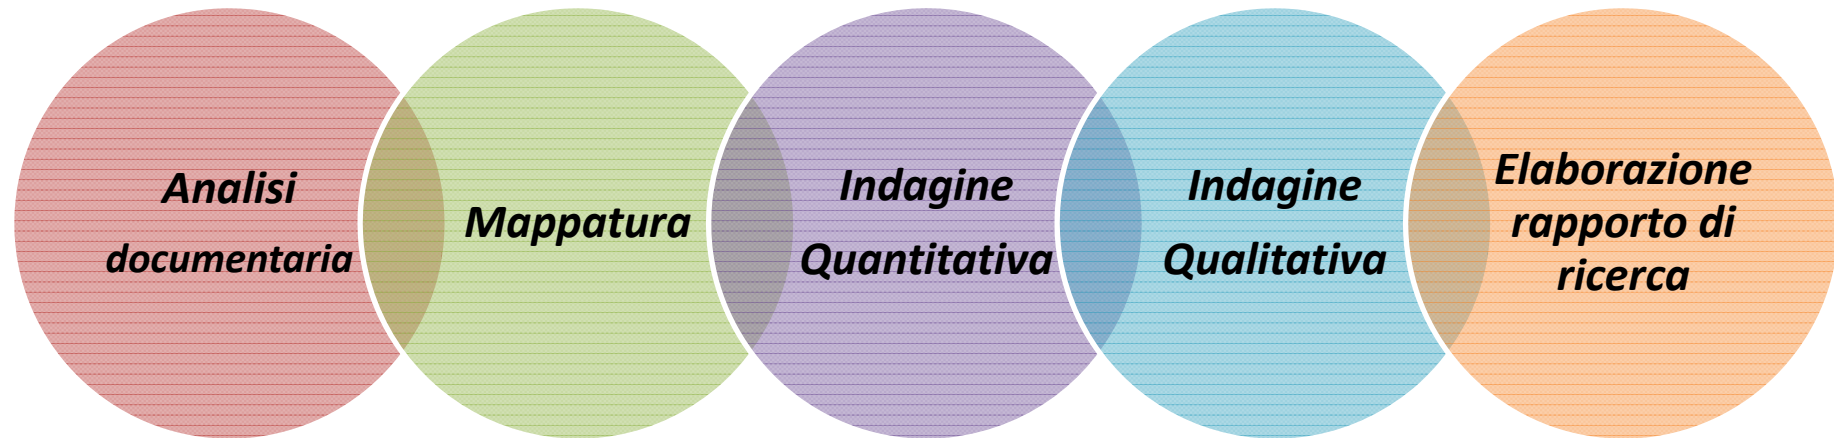 Analisi
documentaria
Mappatura
Indagine
Quantitativa
Indagine
Qualitativa
Elaborazione
rapporto di
ricerca